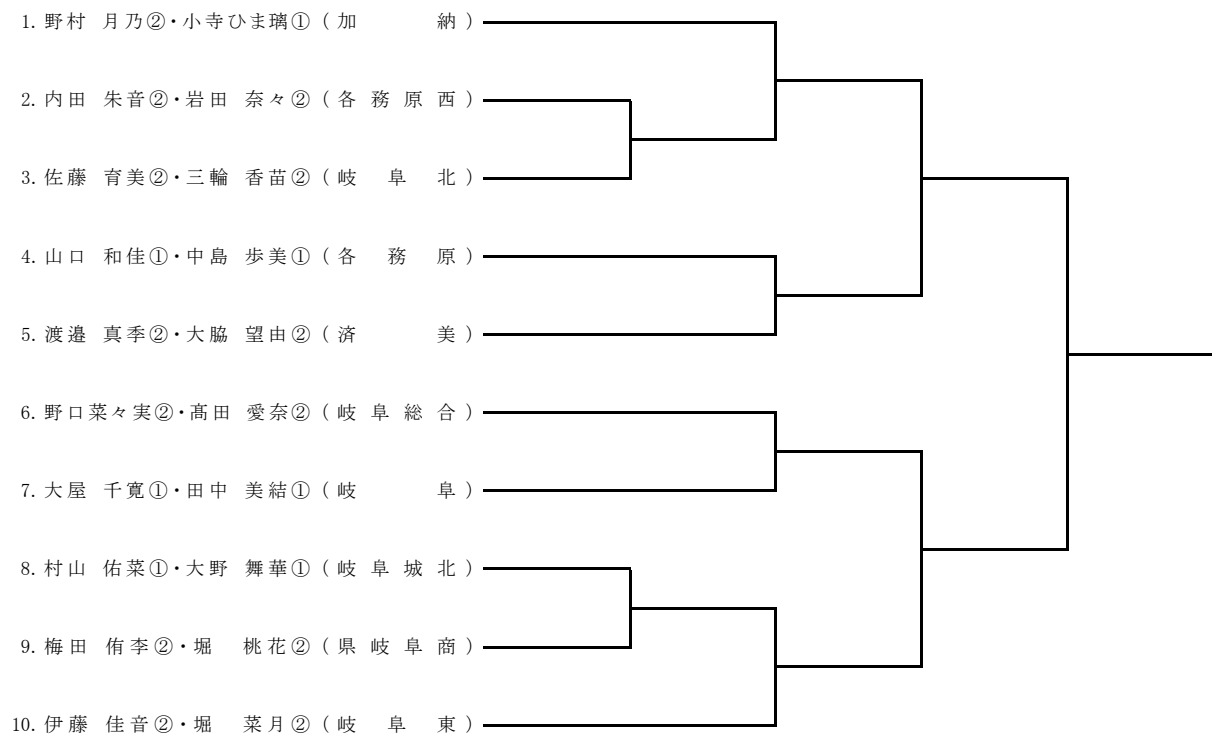 1. 野村 月乃②・小寺ひま璃① (加納)
2. 内田 朱音②・岩田 奈々② (各務原西)
3. 佐藤 育美②・三輪 香苗② (岐阜北)
4. 山口 和佳①・中島 歩美① (各務原)
5. 渡邉 真季②・大脇 望由② (済美)
6. 野口菜々実②・髙田 愛奈② (岐阜総合)
7. 大屋 千寛①・田中 美結① (岐阜)
8. 村山 佑菜①・大野 舞華① (岐阜城北)
9. 梅田 侑李②・堀 桃花② (県岐阜商)
10. 伊藤 佳音②・堀 菜月② (岐阜東)